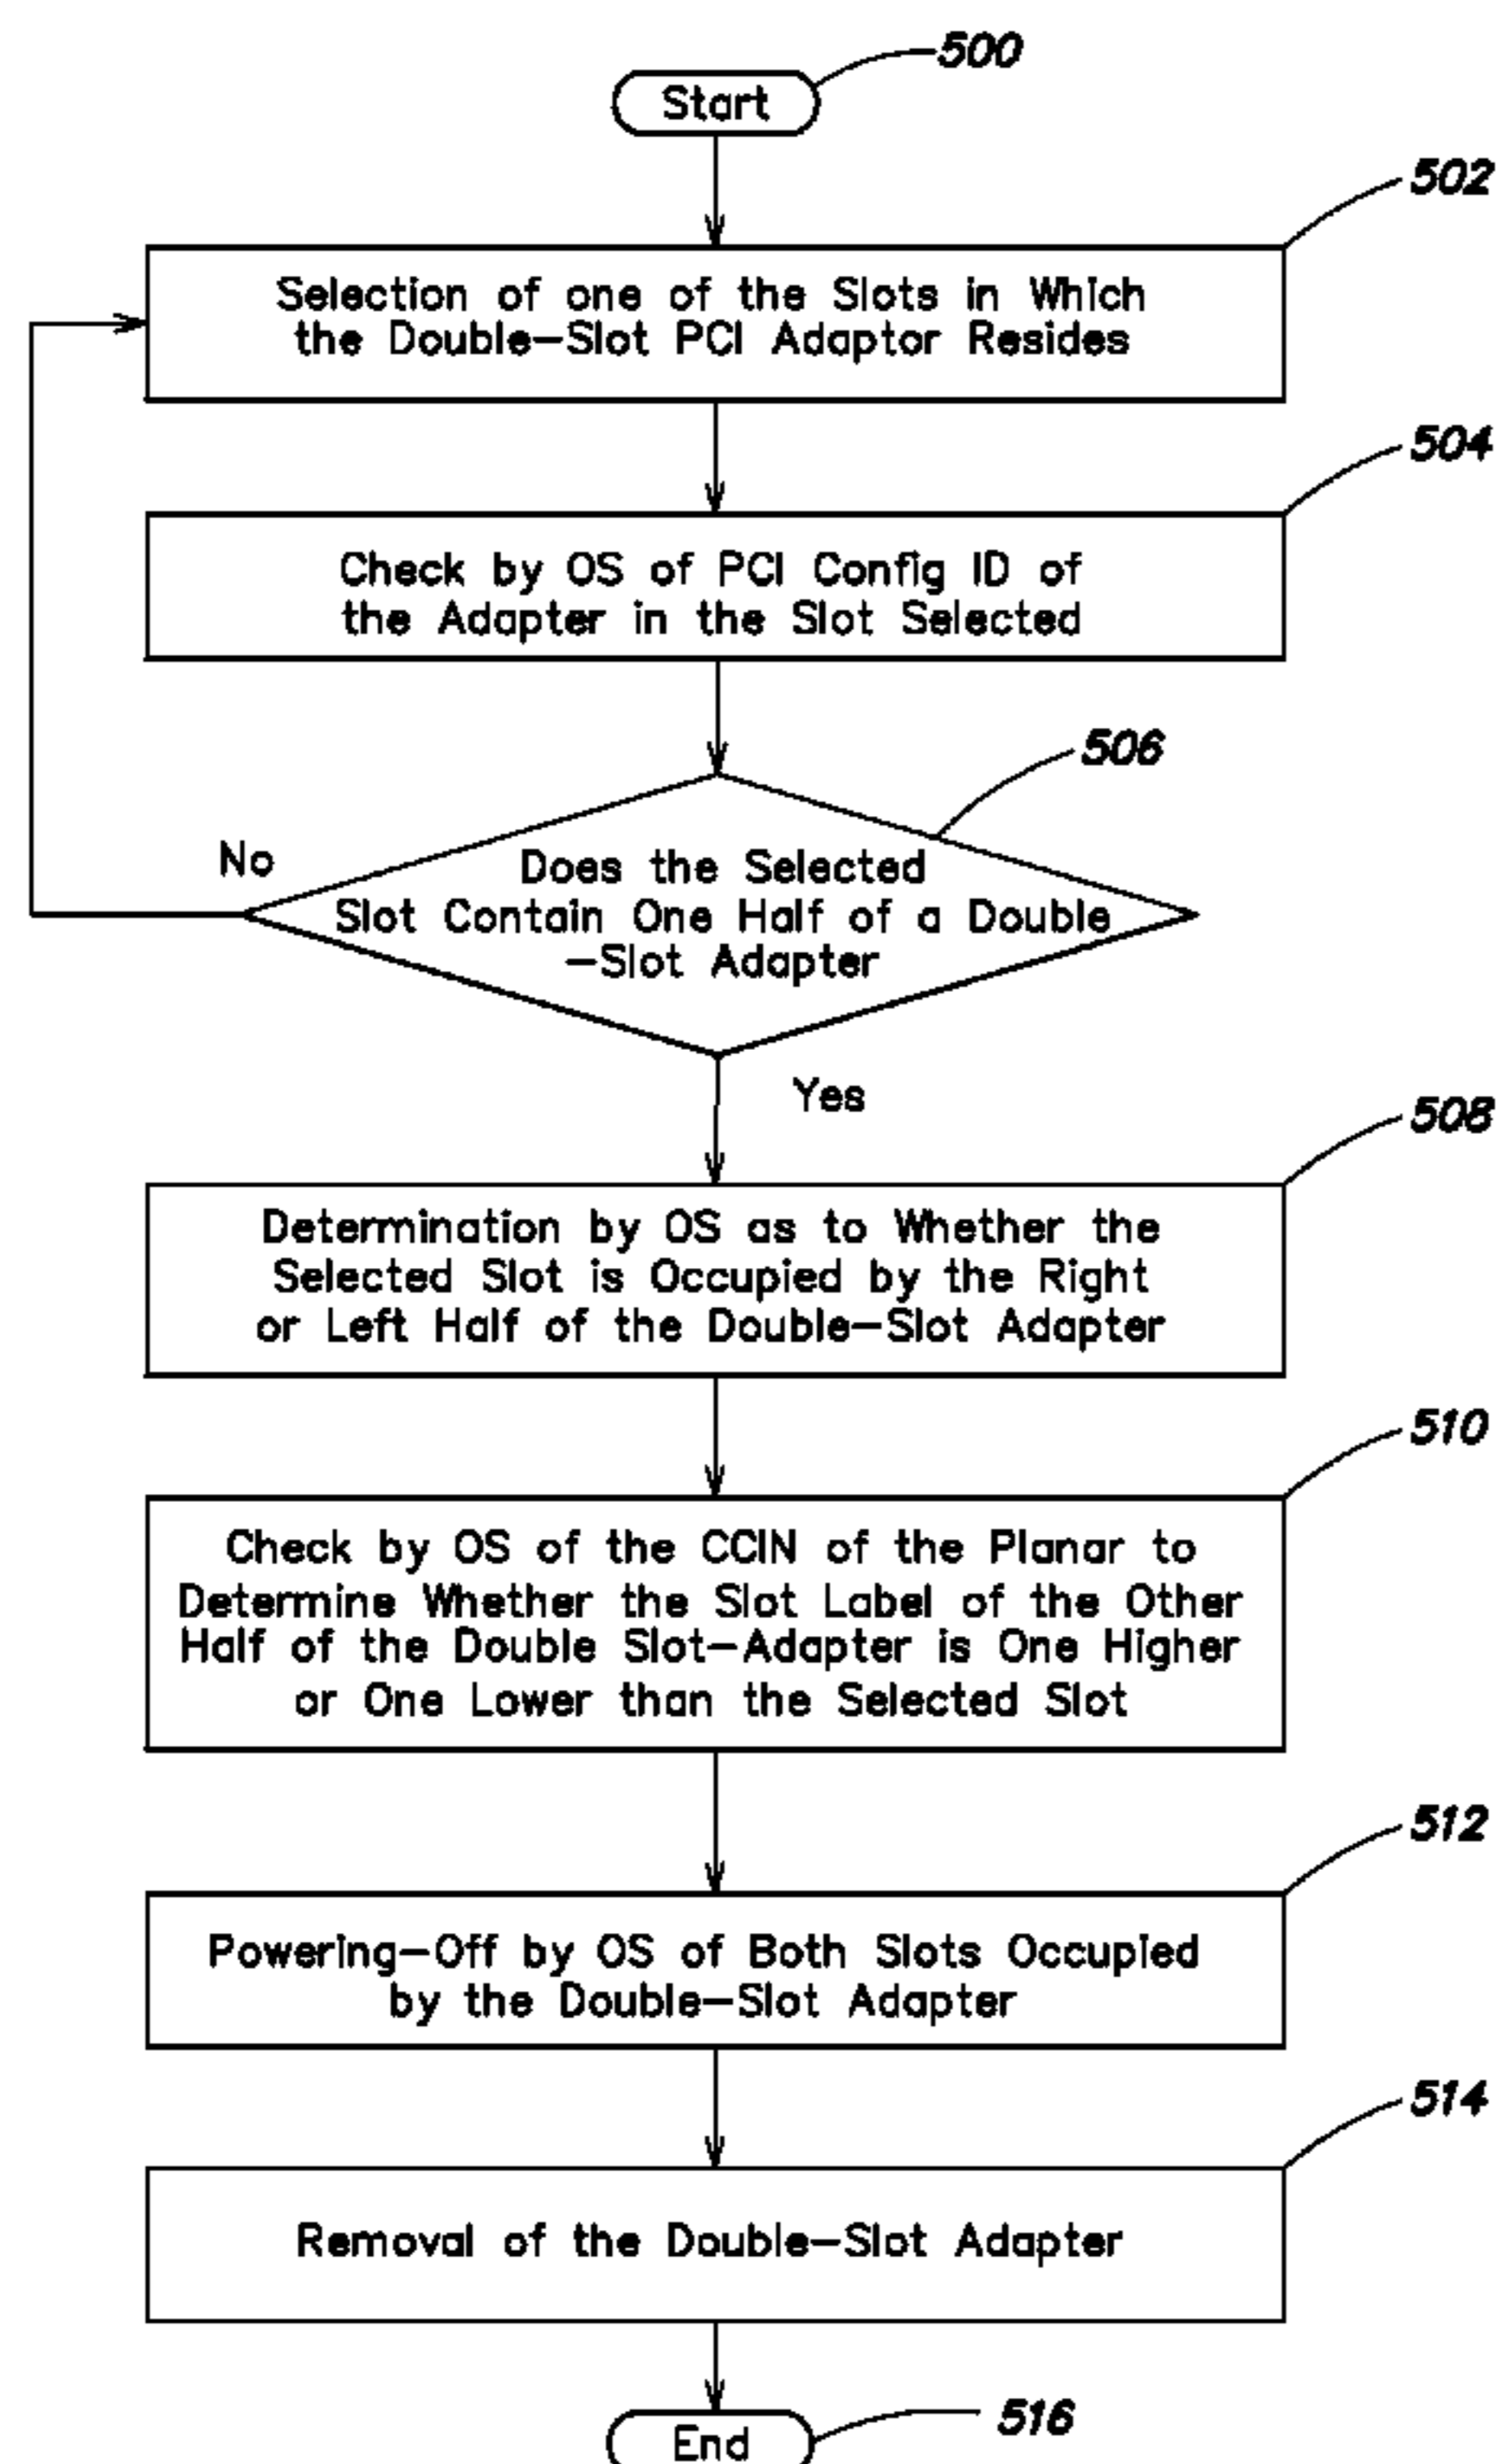 500
Start
502
Selection of one of the Slots in Which
the Double-Slot PCI Adaptor Resides
504
Check by OS of PCI Config ID of
the Adapter in the Slot Selected
506
No
Does the Selected
Slot Contain One Half of a Double
-Slot Adapter
Yes
508
Determination by OS as to Whether the
Selected Slot is Occupied by the Right
or Left Half of the Double-Slot Adapter
510
Check by OS of the CCIN of the Planar to
Determine Whether the Slot Label of the Other
Half of the Double Slot-Adapter is One Higher
or One Lower than the Selected Slot
512
Powering-Off by OS of Both Slots Occupied
by the Double-Slot Adapter
514
Removal of the Double-Slot Adapter
516
End